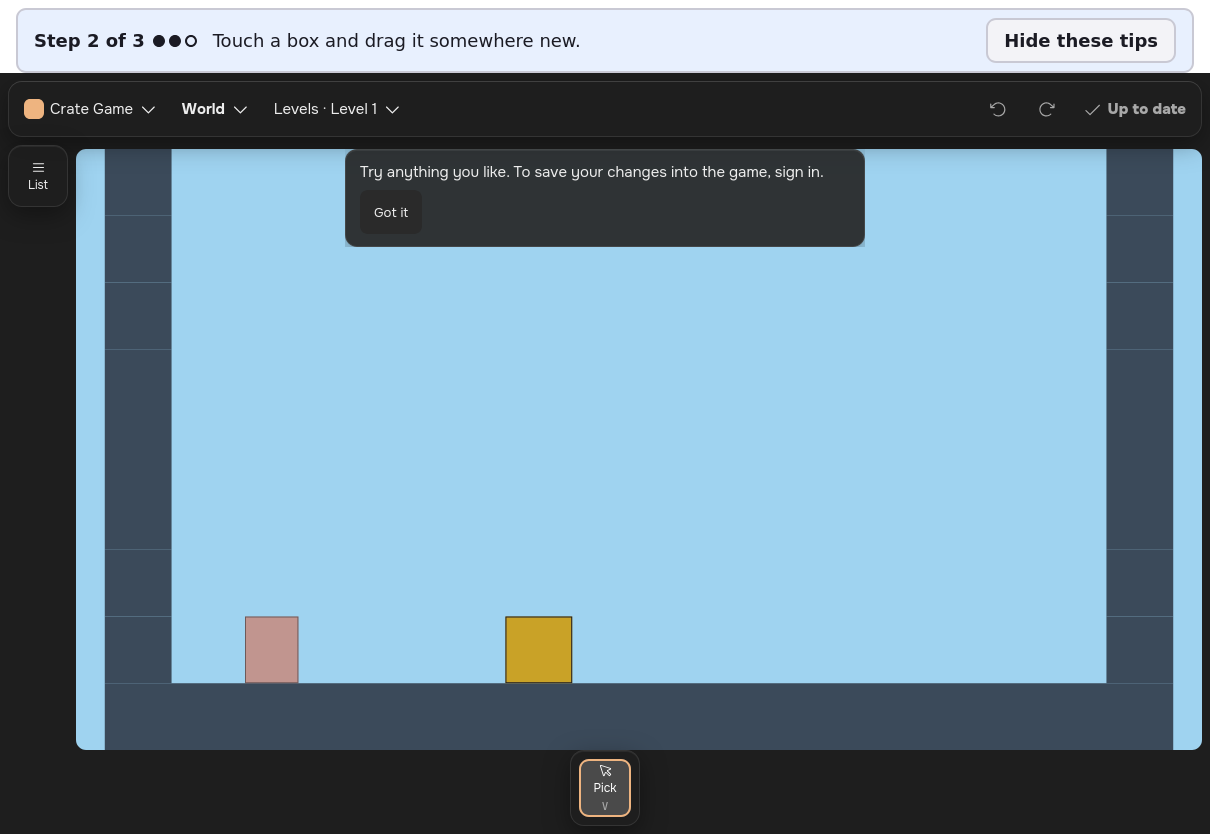 Step 2 of 3 Touch a box and drag it somewhere new. Hide these tips
Crate Game World Levels · Level 1 Up to date
List
Try anything you like. To save your changes into the game, sign in.
Got it
Pick
V